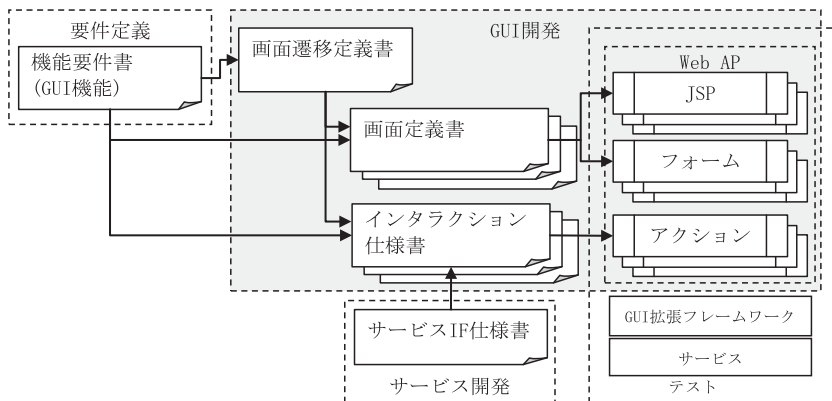 要件定義
機能要件書
(GUI機能)
GUI開発
画面遷移定義書
画面定義書
インタラクション
仕様書
Web AP
JSP
フォーム
アクション
サービスIF仕様書
サービス開発
GUI拡張フレームワーク
サービス
テスト